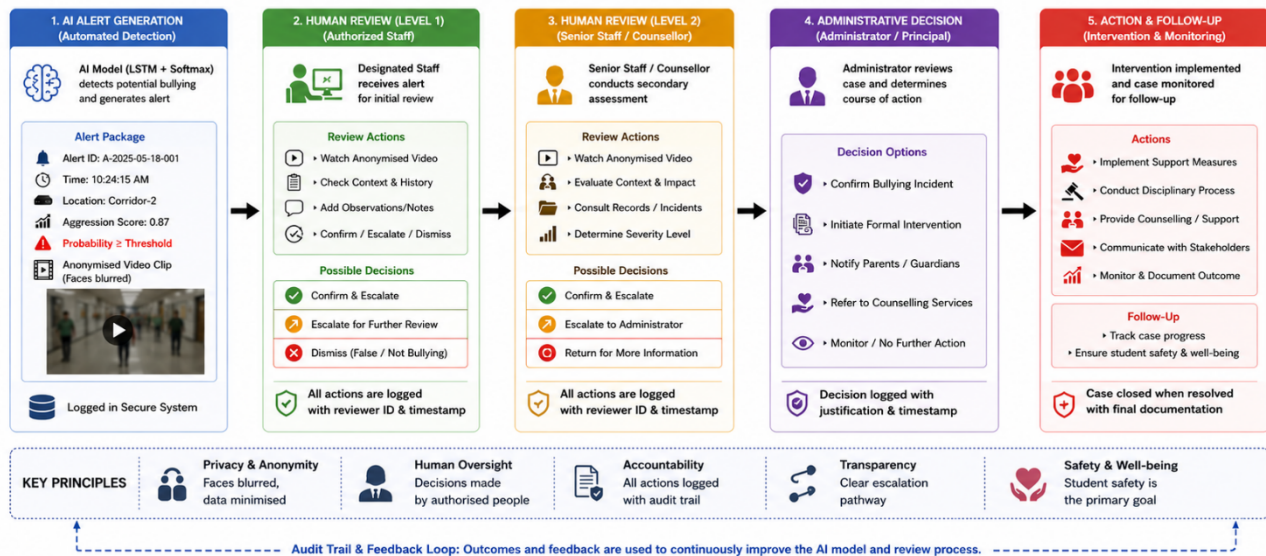 1. AI ALERT GENERATION
(Automated Detection)
AI Model (LSTM + Softmax)
detects potential bullying
and generates alert
Alert Package
Alert ID: A-2025-05-18-001
Time: 10:24:15 AM
Location: Corridor-2
Aggression Score: 0.87
Probability ≥ Threshold
Anonymised Video Clip
(Faces blurred)
Logged in Secure System
2. HUMAN REVIEW (LEVEL 1)
(Authorized Staff)
Designated Staff
receives alert
for initial review
Review Actions
▸ Watch Anonymised Video
▸ Check Context & History
▸ Add Observations/Notes
▸ Confirm / Escalate / Dismiss
Possible Decisions
Confirm & Escalate
Escalate for Further Review
Dismiss (False / Not Bullying)
All actions are logged
with reviewer ID & timestamp
3. HUMAN REVIEW (LEVEL 2)
(Senior Staff / Counsellor)
Senior Staff / Counsellor
conducts secondary
assessment
Review Actions
▸ Watch Anonymised Video
▸ Evaluate Context & Impact
▸ Consult Records / Incidents
▸ Determine Severity Level
Possible Decisions
Confirm & Escalate
Escalate to Administrator
Return for More Information
All actions are logged
with reviewer ID & timestamp
4. ADMINISTRATIVE DECISION
(Administrator / Principal)
Administrator reviews
case and determines
course of action
Decision Options
▸ Confirm Bullying Incident
▸ Initiate Formal Intervention
▸ Notify Parents / Guardians
▸ Refer to Counselling Services
▸ Monitor / No Further Action
Decision logged with
justification & timestamp
5. ACTION & FOLLOW-UP
(Intervention & Monitoring)
Intervention implemented
and case monitored
for follow-up
Actions
▸ Implement Support Measures
▸ Conduct Disciplinary Process
▸ Provide Counselling / Support
▸ Communicate with Stakeholders
▸ Monitor & Document Outcome
Follow-Up
▸ Track case progress
▸ Ensure student safety & well-being
Case closed when resolved
with final documentation
KEY PRINCIPLES
Privacy & Anonymity
Faces blurred,
data minimised
Human Oversight
Decisions made
by authorised people
Accountability
All actions logged
with audit trail
Transparency
Clear escalation
pathway
Safety & Well-being
Student safety is
the primary goal
Audit Trail & Feedback Loop: Outcomes and feedback are used to continuously improve the AI model and review process.